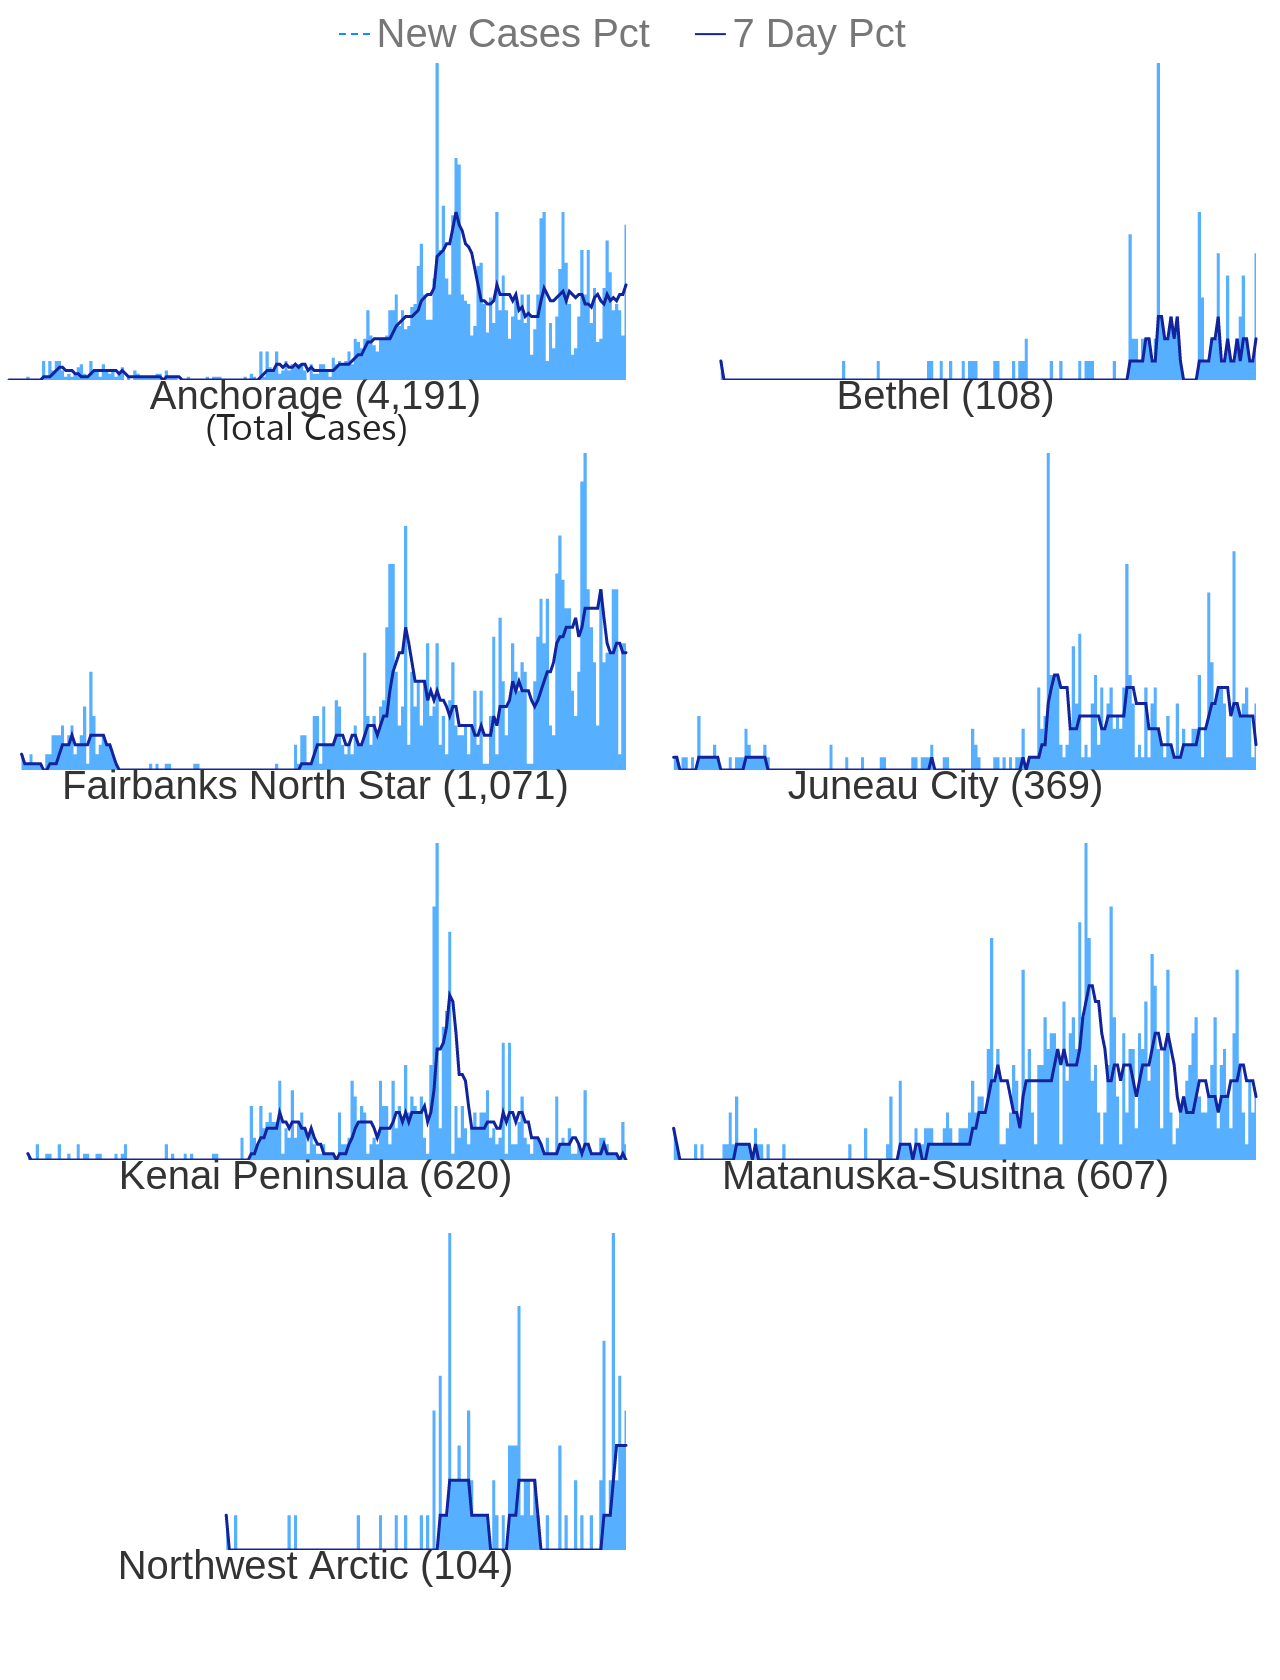 New Cases Pct 7 Day Pct
Anchorage (4,191) Bethel (108)
(Total Cases)
Fairbanks North Star (1,071) Juneau City (369)
Kenai Peninsula (620) Matanuska-Susitna (607)
Northwest Arctic (104)